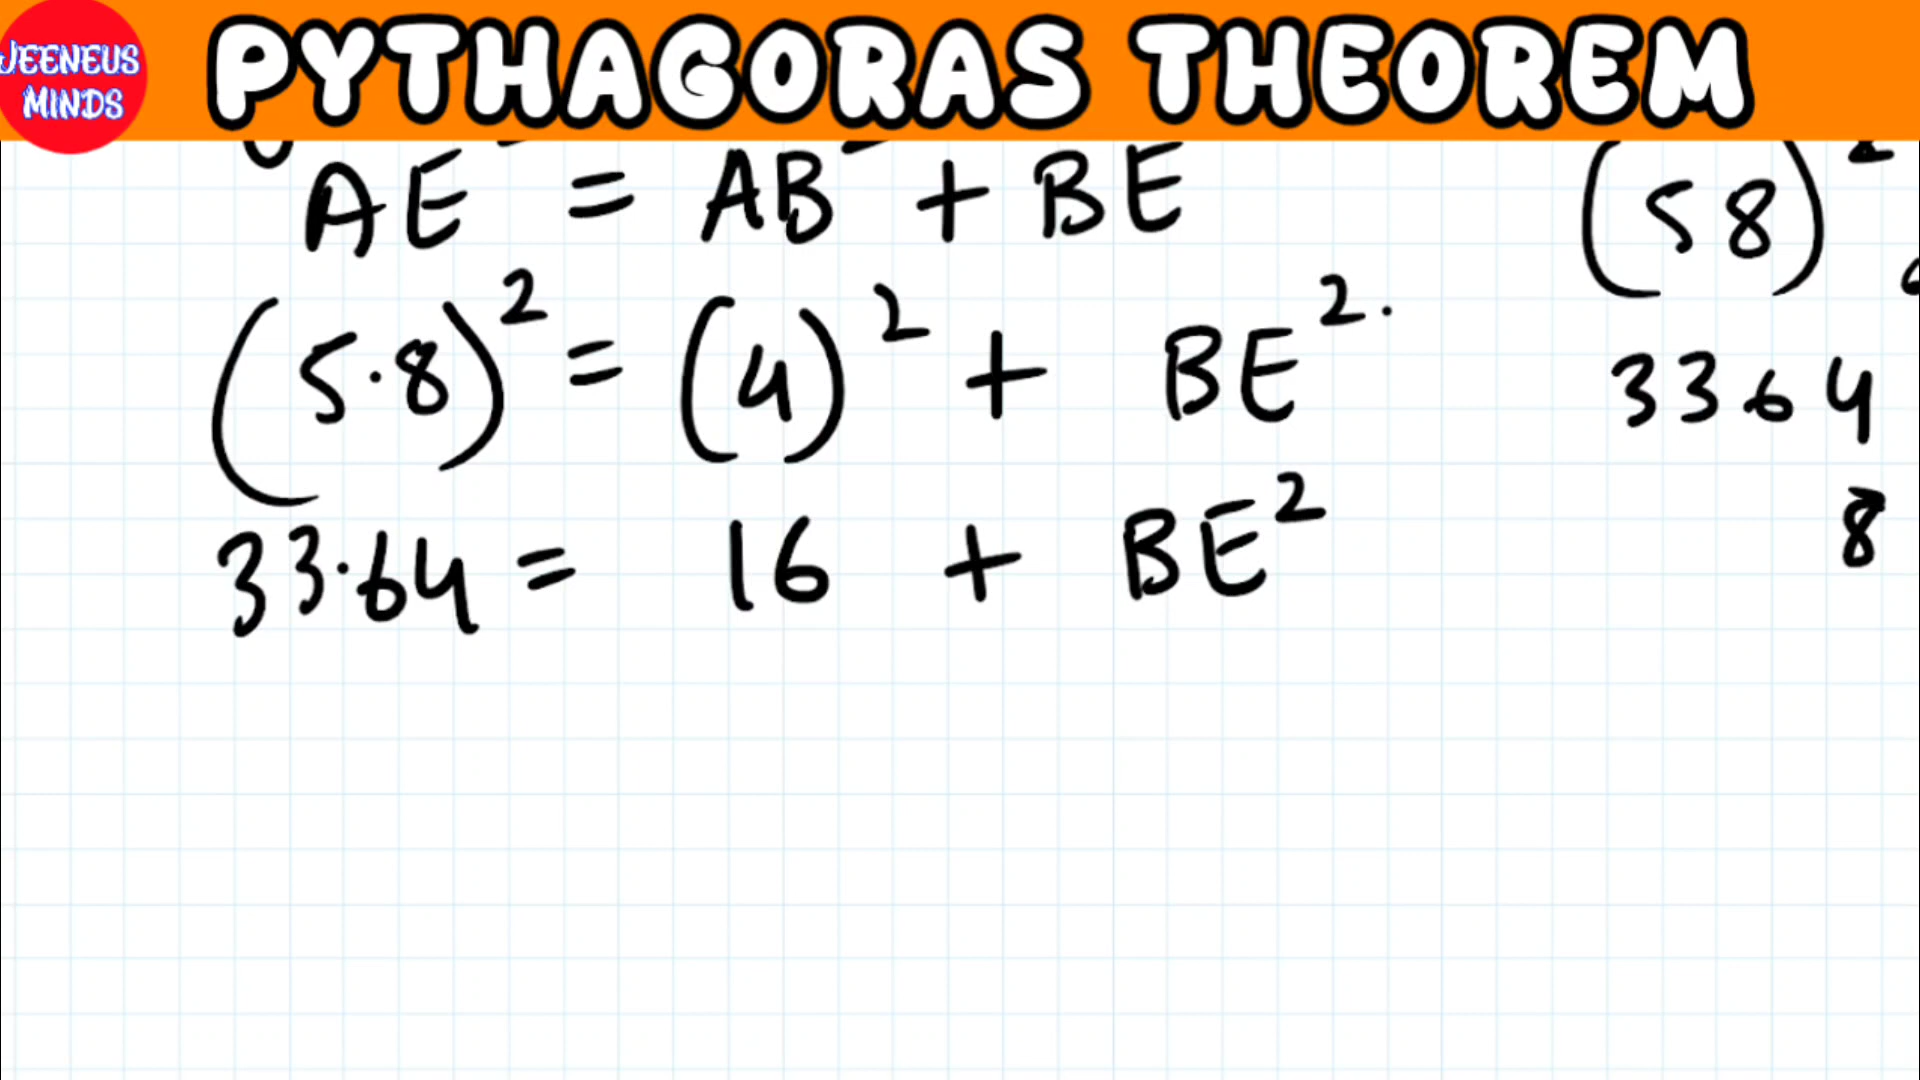 JEENEUS
MINDS
PYTHAGORAS THEOREM
AE = AB + BE
(5.8)² = (4)² + BE².
33.64 = 16 + BE²
(58)²
3364
8